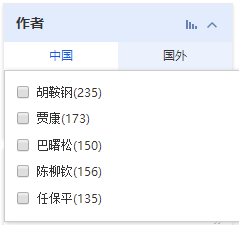 作者
中国 国外
胡鞍钢(235)
贾康(173)
巴曙松(150)
陈柳钦(156)
任保平(135)